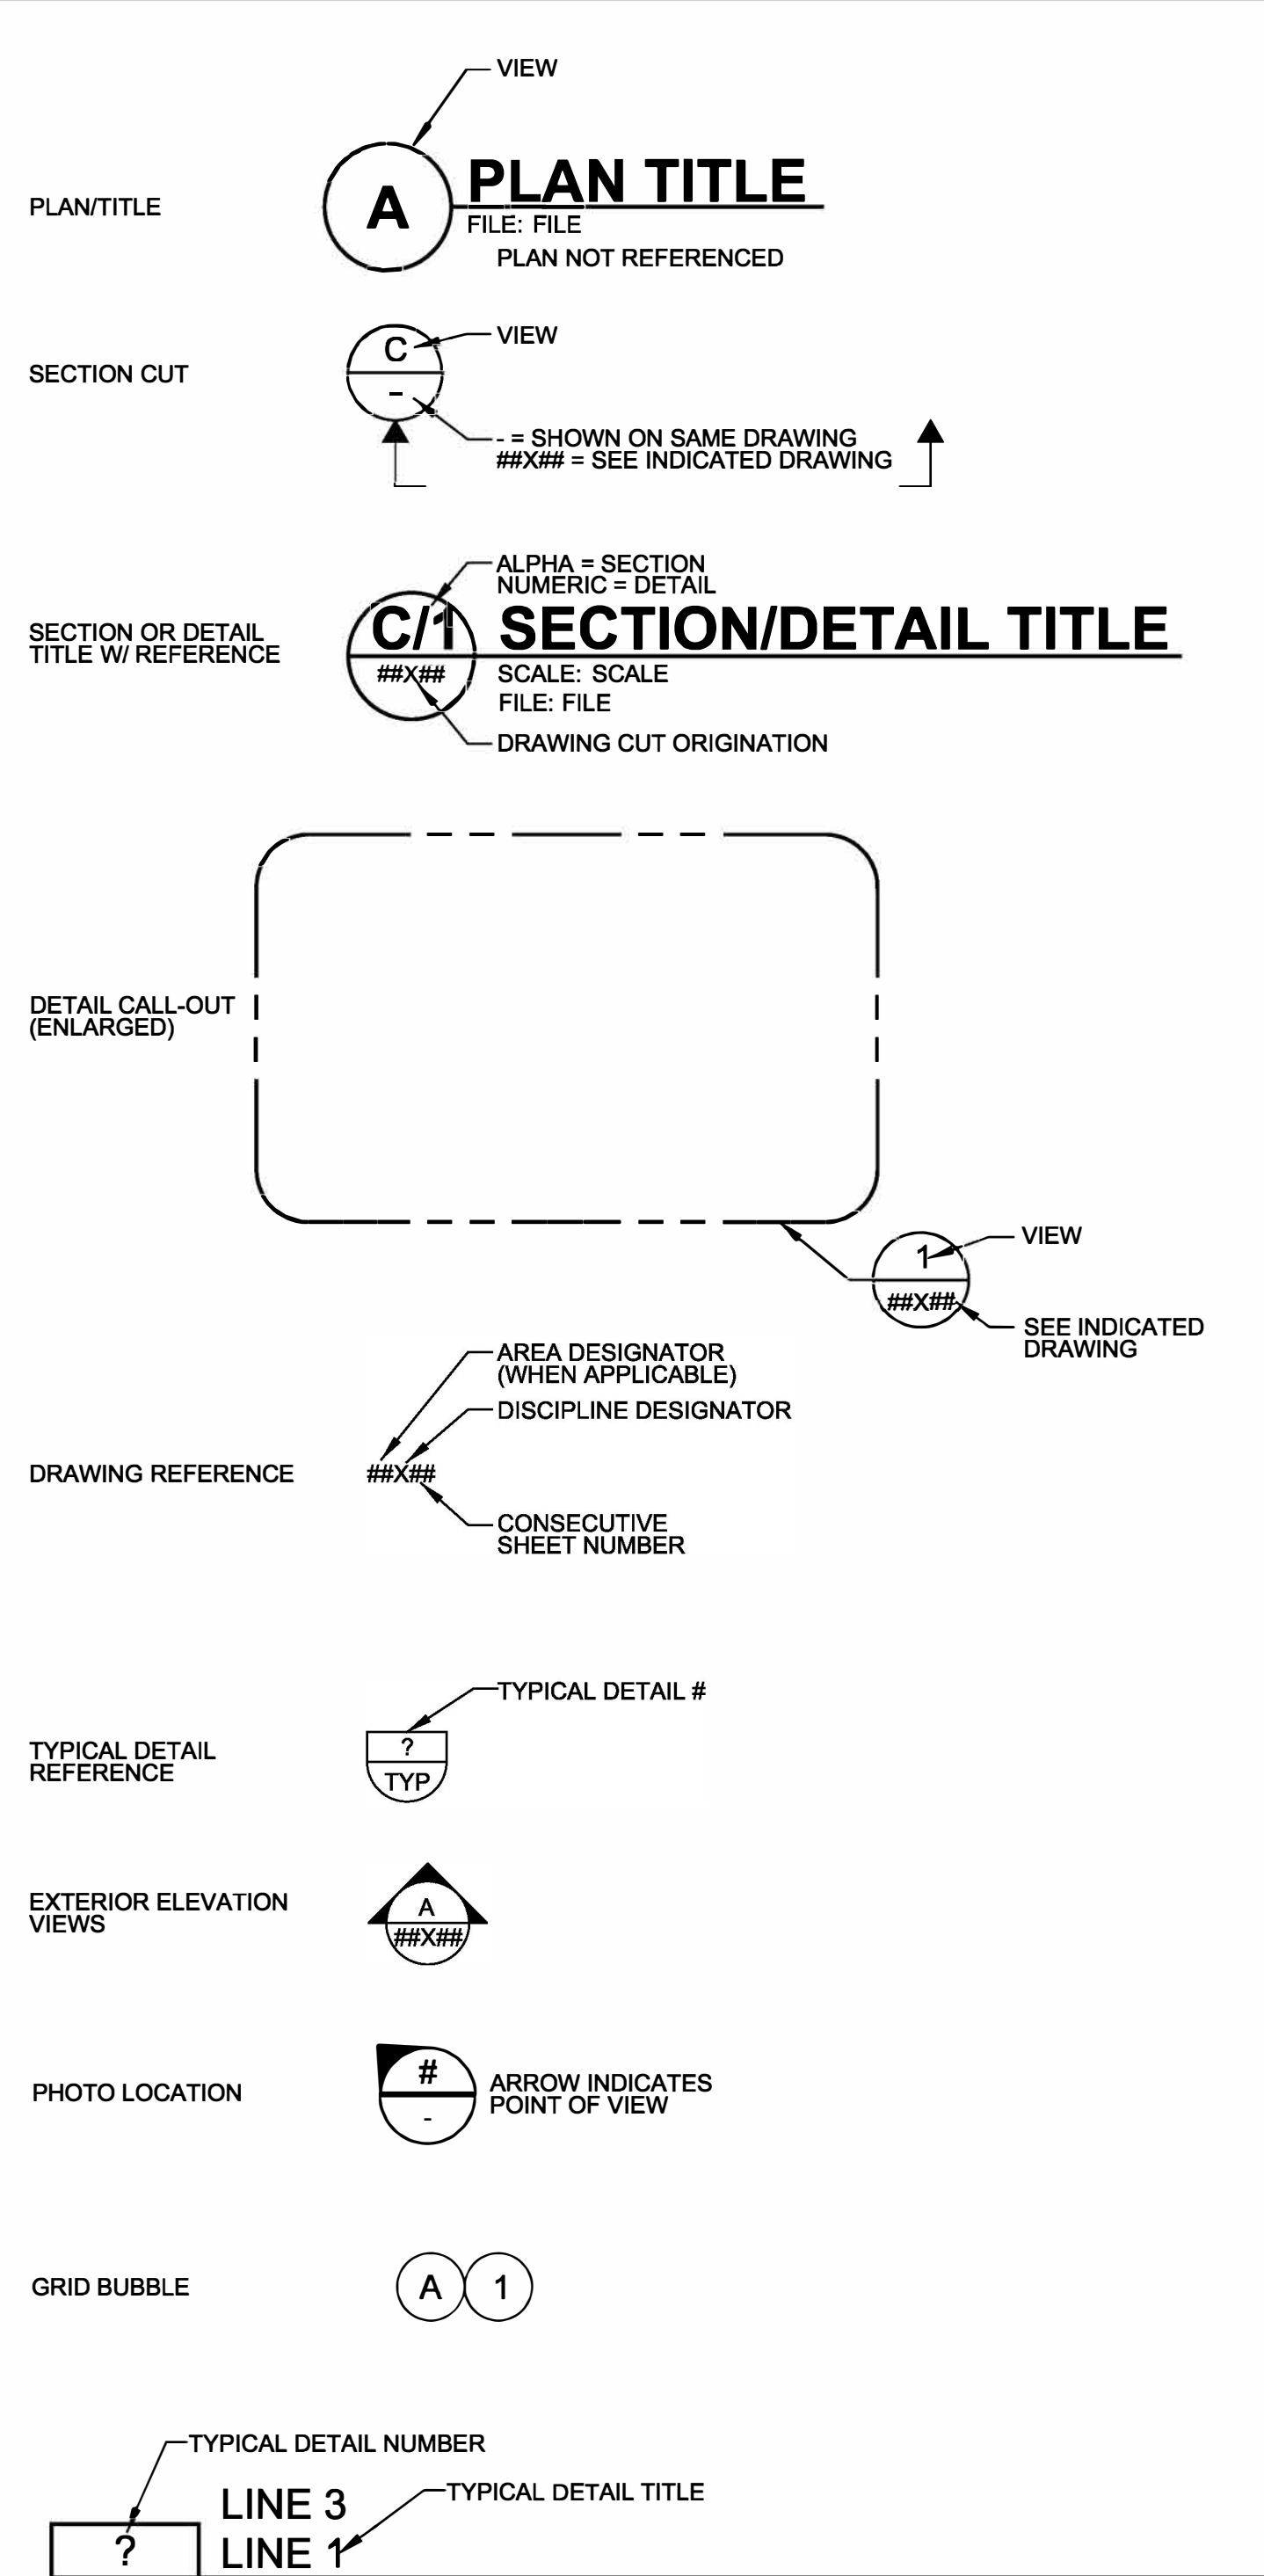 VIEW
A
PLAN TITLE
PLAN/TITLE
FILE: FILE
PLAN NOT REFERENCED
C
VIEW
SECTION CUT
-
- = SHOWN ON SAME DRAWING
##X## = SEE INDICATED DRAWING
ALPHA = SECTION
NUMERIC = DETAIL
C/1 SECTION/DETAIL TITLE
SECTION OR DETAIL
TITLE W/ REFERENCE
##X##
SCALE: SCALE
FILE: FILE
DRAWING CUT ORIGINATION
DETAIL CALL-OUT
(ENLARGED)
1
VIEW
##X##
SEE INDICATED
DRAWING
AREA DESIGNATOR
(WHEN APPLICABLE)
DISCIPLINE DESIGNATOR
DRAWING REFERENCE
##X##
CONSECUTIVE
SHEET NUMBER
TYPICAL DETAIL #
TYPICAL DETAIL
REFERENCE
?
TYP
EXTERIOR ELEVATION
VIEWS
A
##X##
PHOTO LOCATION
#
-
ARROW INDICATES
POINT OF VIEW
GRID BUBBLE
A
1
TYPICAL DETAIL NUMBER
LINE 3
TYPICAL DETAIL TITLE
?
LINE 1